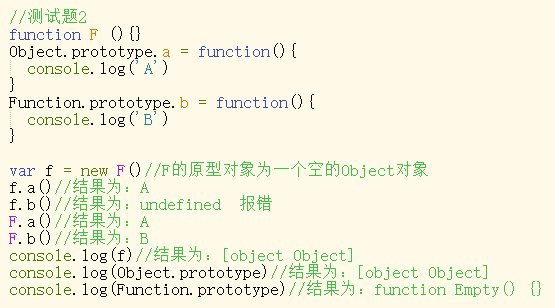 //测试题2
function F (){}
Object.prototype.a = function(){
  console.log('A')
}
Function.prototype.b = function(){
  console.log('B')
}
var f = new F()//F的原型对象为一个空的Object对象
f.a()//结果为：A
f.b()//结果为：undefined  报错
F.a()//结果为：A
F.b()//结果为：B
console.log(f)//结果为：[object Object]
console.log(Object.prototype)//结果为：[object Object]
console.log(Function.prototype)//结果为：function Empty() {}